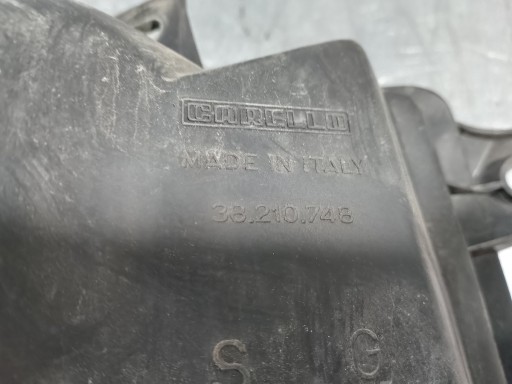 CARELLO
MADE IN ITALY
38.210.748
S G